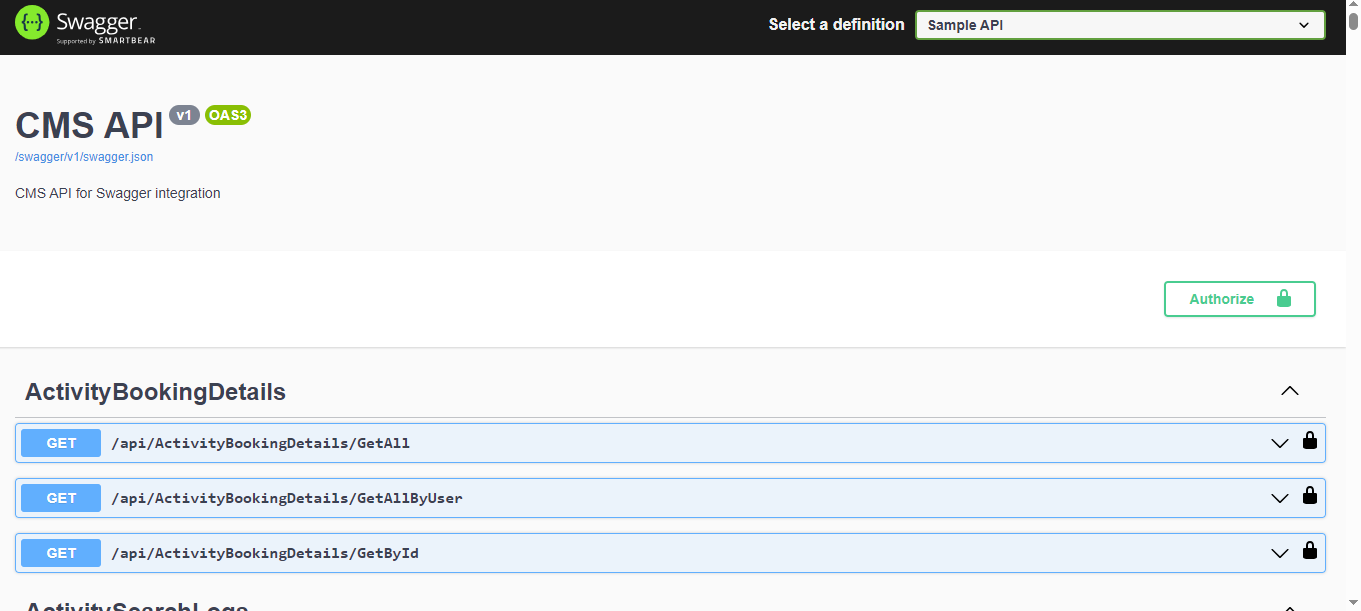 Swagger
Supported by SMARTBEAR
Select a definition
Sample API
CMS API v1 OAS3
/swagger/v1/swagger.json
CMS API for Swagger integration
Authorize
ActivityBookingDetails
GET /api/ActivityBookingDetails/GetAll
GET /api/ActivityBookingDetails/GetAllByUser
GET /api/ActivityBookingDetails/GetById
ActivitySearchLogs